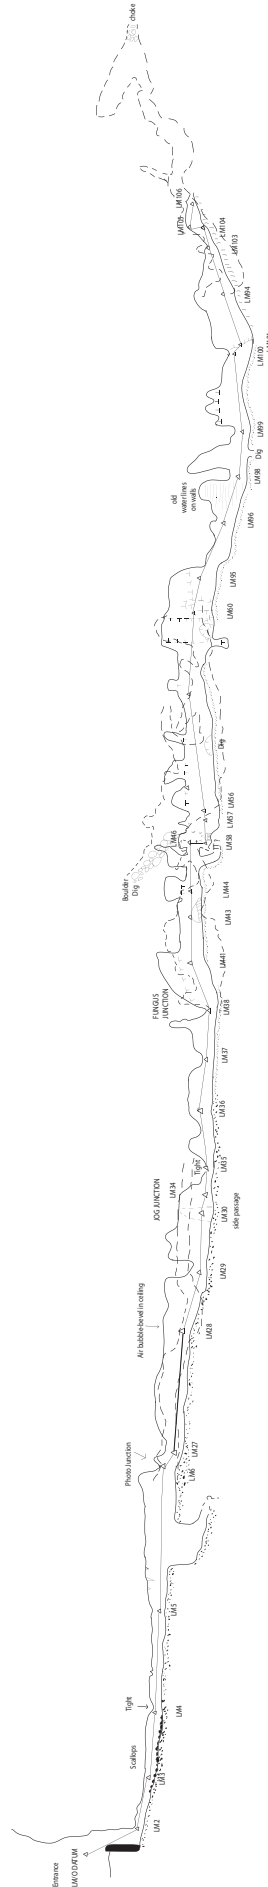 choke
LM106
LM105
LM104
LM103
LM94
LM100
LM99
Dig
LM98
old
waterlines
on walls
LM96
LM95
LM60
Dig
LM56
LM57
LM58
LM46
Boulder
Dig
LM44
LM43
LM41
FUNGUS
JUNCTION
LM38
LM37
LM36
LM35
Tight
LM34
JOG JUNCTION
LM30
side passage
LM29
LM28
Air bubble-bevel in ceiling
Photo Junction
LM27
LM6
?
LM5
Tight
LM4
Scallops
LM3
LM2
Entrance
LM/O DATUM